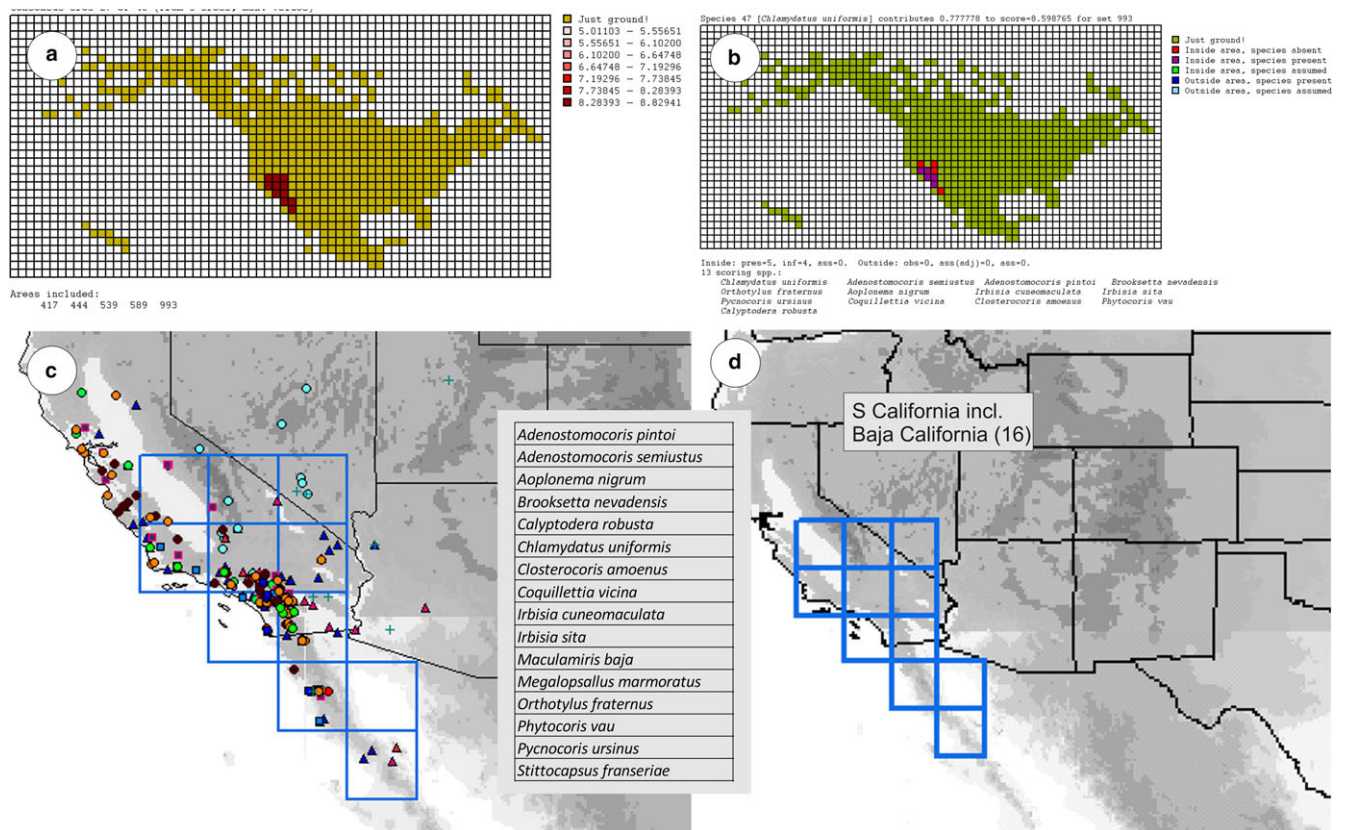 a
Just ground!
5.01103 – 5.55651
5.55651 – 6.10200
6.10200 – 6.64748
6.64748 – 7.19296
7.19296 – 7.73845
7.73845 – 8.28393
8.28393 – 8.82941
Areas included:
417 444 539 589 993
Species 47 [Chlamydatus uniformis] contributes 0.777778 to score=8.598765 for set 993
b
Just ground!
Inside area, species absent
Inside area, species present
Inside area, species assumed
Outside area, species present
Outside area, species assumed
Inside: pres=5, inf=4, ass=0. Outside: obs=0, ass(adj)=0, ass=0.
13 scoring spp.:
Chlamydatus uniformis Adenostomocoris semiustus Adenostomocoris pintoi Brooksetta nevadensis
Orthotylus fraternus Aoplonema nigrum Irbisia cuneomaculata Irbisia sita
Pycnocoris ursinus Coquillettia vicina Closterocoris amoenus Phytocoris vau
Calyptodera robusta
c
Adenostomocoris pintoi
Adenostomocoris semiustus
Aoplonema nigrum
Brooksetta nevadensis
Calyptodera robusta
Chlamydatus uniformis
Closterocoris amoenus
Coquillettia vicina
Irbisia cuneomaculata
Irbisia sita
Maculamiris baja
Megalopsallus marmoratus
Orthotylus fraternus
Phytocoris vau
Pycnocoris ursinus
Stittocapsus franseriae
d
S California incl.
Baja California (16)